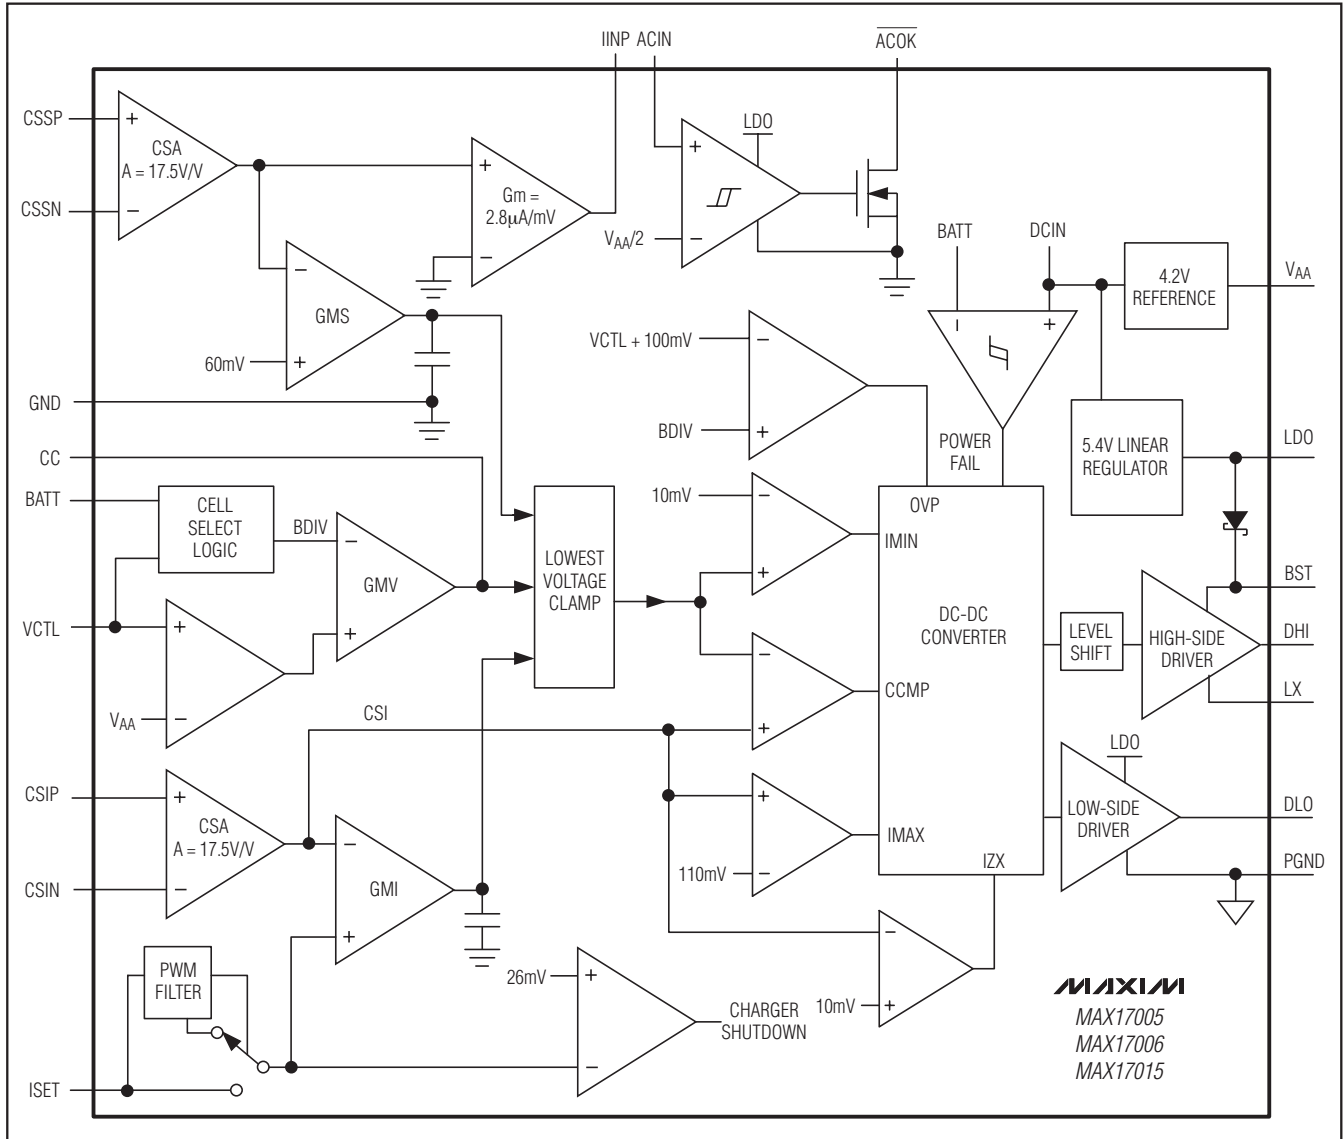 IINP ACIN
ACOK
CSSP
+
CSA
A = 17.5V/V
CSSN
−
+
Gm =
2.8µA/mV
−
LDO
+
VAA/2
−
BATT
DCIN
−
+
4.2V
REFERENCE
VAA
−
GMS
60mV
+
VCTL + 100mV
−
BDIV
+
GND
CC
POWER
FAIL
5.4V LINEAR
REGULATOR
LDO
BATT
CELL
SELECT
LOGIC
BDIV
−
GMV
+
LOWEST
VOLTAGE
CLAMP
10mV
−
+
OVP
IMIN
DC-DC
CONVERTER
CCMP
IMAX
IZX
BST
LEVEL
SHIFT
HIGH-SIDE
DRIVER
DHI
LX
VCTL
+
VAA
−
−
+
CSI
LDO
CSIP
+
CSA
A = 17.5V/V
CSIN
−
−
GMI
+
+
110mV
−
LOW-SIDE
DRIVER
DLO
PGND
PWM
FILTER
26mV
+
−
CHARGER
SHUTDOWN
−
10mV
+
MAXIM
MAX17005
MAX17006
MAX17015
ISET